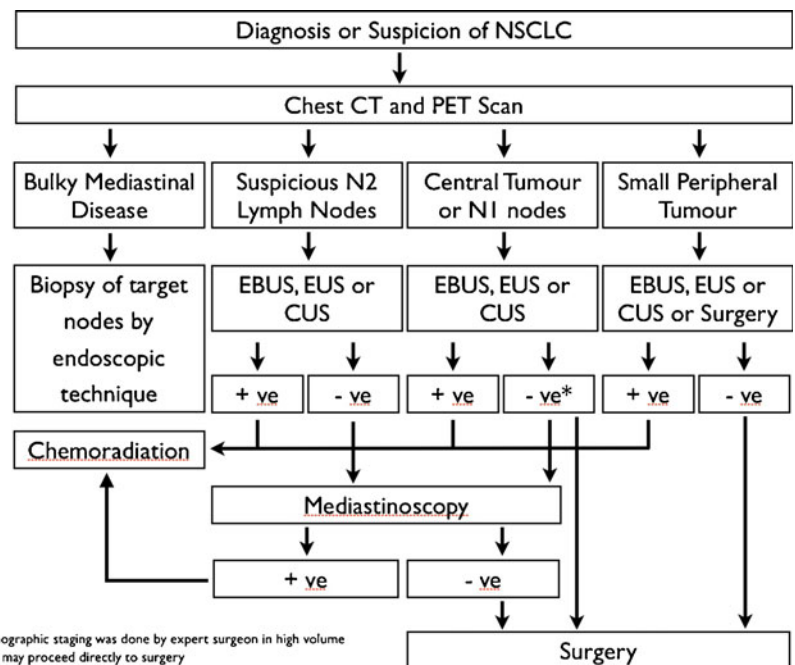 Diagnosis or Suspicion of NSCLC
Chest CT and PET Scan
Bulky Mediastinal
Disease
Suspicious N2
Lymph Nodes
Central Tumour
or N1 nodes
Small Peripheral
Tumour
Biopsy of target
nodes by
endoscopic
technique
EBUS, EUS or
CUS
EBUS, EUS or
CUS
EBUS, EUS or
CUS or Surgery
+ ve
- ve
+ ve
- ve*
+ ve
- ve
Chemoradiation
Mediastinoscopy
+ ve
- ve
Surgery
ographic staging was done by expert surgeon in high volume
may proceed directly to surgery